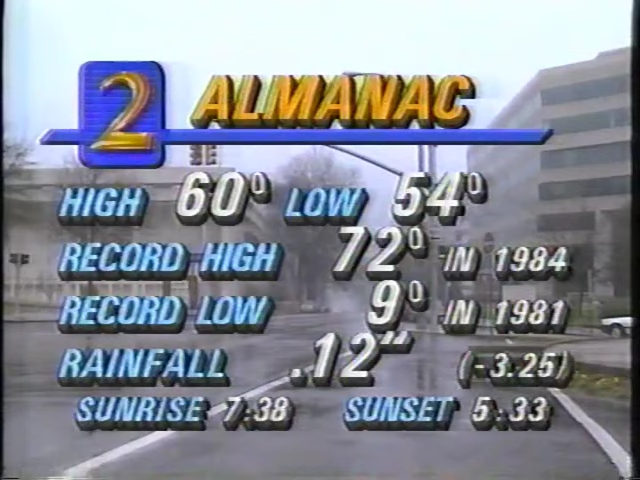 2 ALMANAC
HIGH 60° LOW 54°
RECORD HIGH 72° IN 1984
RECORD LOW 9° IN 1981
RAINFALL .12" (-3.25)
SUNRISE 7:38 SUNSET 5:33